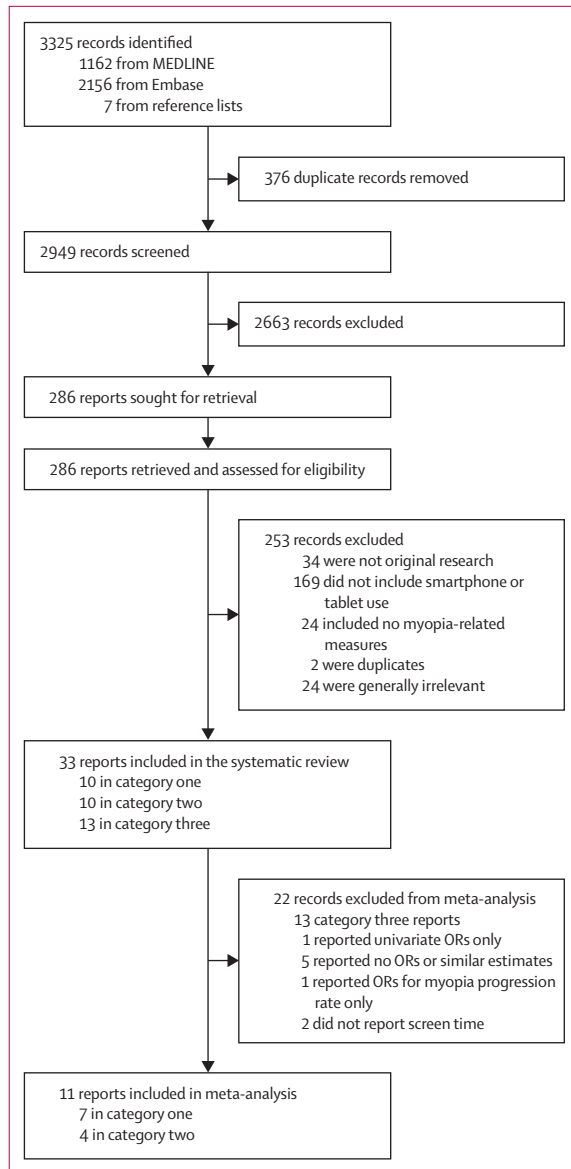 3325 records identified
1162 from MEDLINE
2156 from Embase
7 from reference lists
376 duplicate records removed
2949 records screened
2663 records excluded
286 reports sought for retrieval
286 reports retrieved and assessed for eligibility
253 records excluded
34 were not original research
169 did not include smartphone or
tablet use
24 included no myopia-related
measures
2 were duplicates
24 were generally irrelevant
33 reports included in the systematic review
10 in category one
10 in category two
13 in category three
22 records excluded from meta-analysis
13 category three reports
1 reported univariate ORs only
5 reported no ORs or similar estimates
1 reported ORs for myopia progression
rate only
2 did not report screen time
11 reports included in meta-analysis
7 in category one
4 in category two